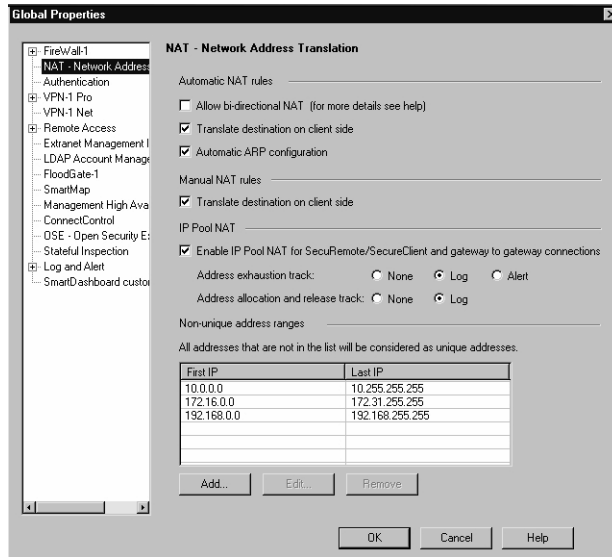 Global Properties
FireWall-1
NAT - Network Address
Authentication
VPN-1 Pro
VPN-1 Net
Remote Access
Extranet Management I
LDAP Account Manage
FloodGate-1
SmartMap
Management High Ava
ConnectControl
OSE - Open Security Ex
Stateful Inspection
Log and Alert
SmartDashboard custor
NAT - Network Address Translation
Automatic NAT rules
Allow bi-directional NAT (for more details see help)
Translate destination on client side
Automatic ARP configuration
Manual NAT rules
Translate destination on client side
IP Pool NAT
Enable IP Pool NAT for SecuRemote/SecureClient and gateway to gateway connections
Address exhaustion track: None Log Alert
Address allocation and release track: None Log
Non-unique address ranges
All addresses that are not in the list will be considered as unique addresses.
First IP Last IP
10.0.0.0 10.255.255.255
172.16.0.0 172.31.255.255
192.168.0.0 192.168.255.255
Add... Edit... Remove
OK Cancel Help